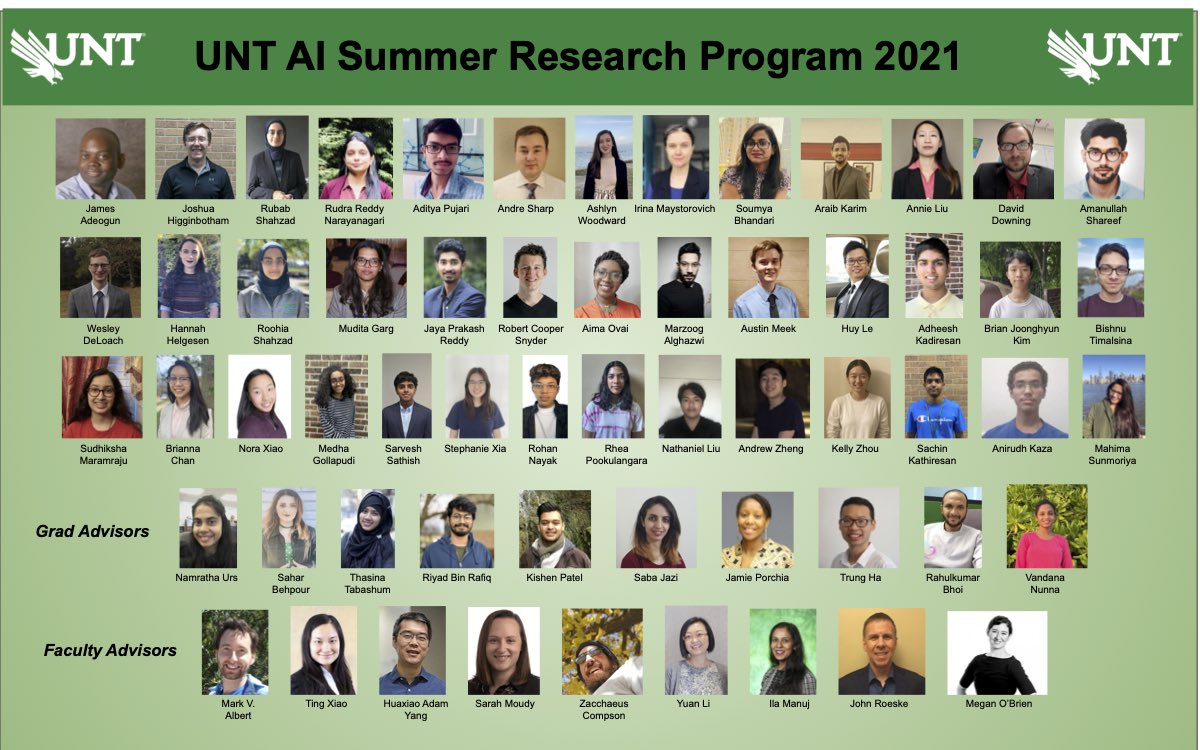 UNT
UNT AI Summer Research Program 2021
UNT
James
Adeogun
Joshua
Higginbotham
Rubab
Shahzad
Rudra Reddy
Narayanagari
Aditya Pujari
Andre Sharp
Ashlyn
Woodward
Irina Maystorovich
Soumya
Bhandari
Araib Karim
Annie Liu
David
Downing
Amanullah
Shareef
Wesley
DeLoach
Hannah
Helgesen
Roohia
Shahzad
Mudita Garg
Jaya Prakash
Reddy
Robert Cooper
Snyder
Aima Ovai
Marzoog
Alghazwi
Austin Meek
Huy Le
Adheesh
Kadiresan
Brian Joonghyun
Kim
Bishnu
Timalsina
Sudhiksha
Maramraju
Brianna
Chan
Nora Xiao
Medha
Gollapudi
Sarvesh
Sathish
Stephanie Xia
Rohan
Nayak
Rhea
Pookulangara
Nathaniel Liu
Andrew Zheng
Kelly Zhou
Sachin
Kathiresan
Anirudh Kaza
Mahima
Sunmoriya
Grad Advisors
Namratha Urs
Sahar
Behpour
Thasina
Tabashum
Riyad Bin Rafiq
Kishen Patel
Saba Jazi
Jamie Porchia
Trung Ha
Rahulkumar
Bhoi
Vandana
Nunna
Faculty Advisors
Mark V.
Albert
Ting Xiao
Huaxiao Adam
Yang
Sarah Moudy
Zacchaeus
Compson
Yuan Li
Ila Manuj
John Roeske
Megan O'Brien